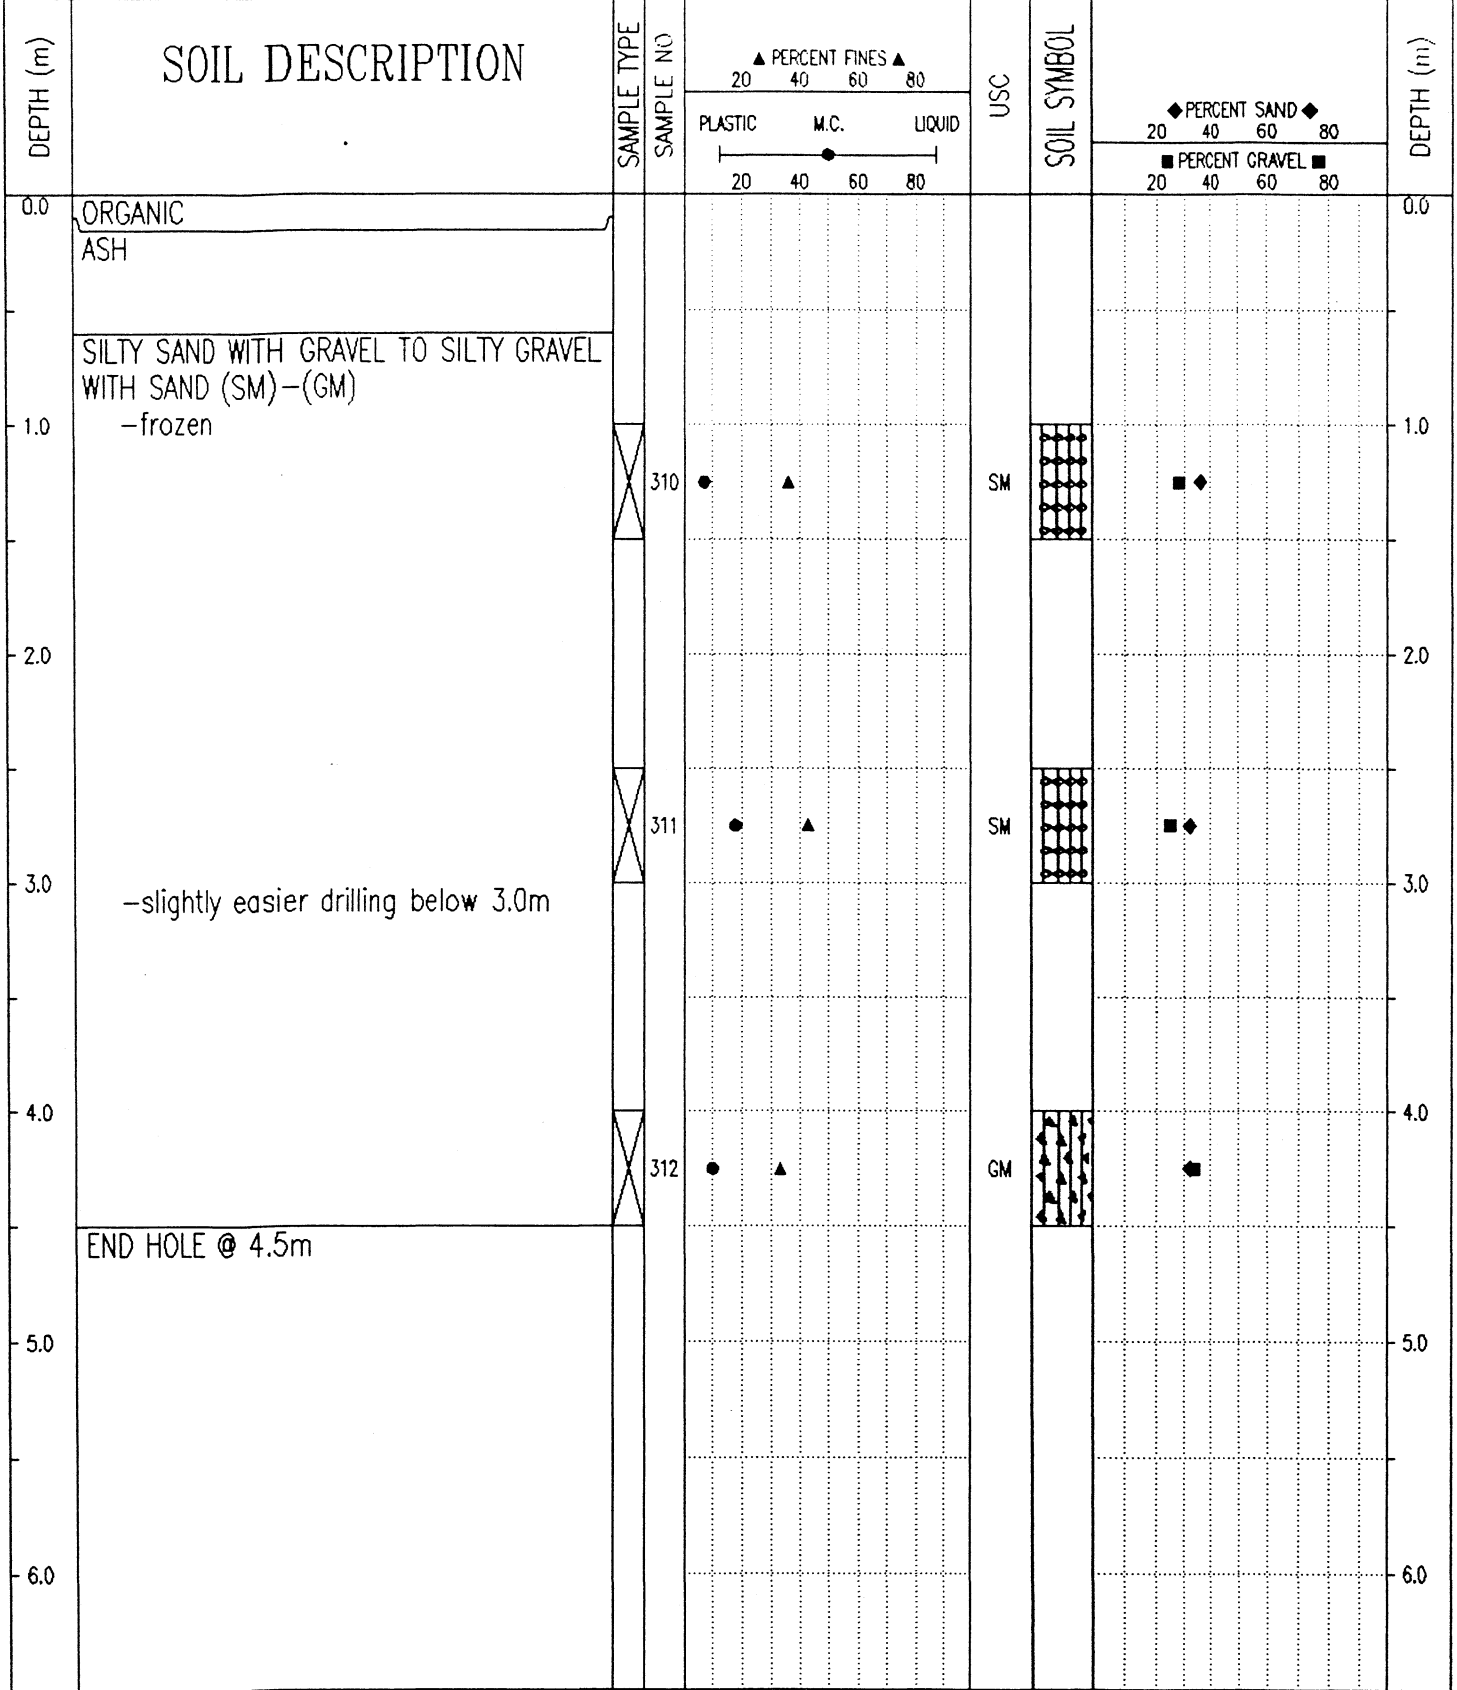 DEPTH (m)
SOIL DESCRIPTION
SAMPLE TYPE
SAMPLE NO
▲ PERCENT FINES ▲
20 40 60 80
PLASTIC M.C. LIQUID
20 40 60 80
USC
SOIL SYMBOL
◆ PERCENT SAND ◆
20 40 60 80
■ PERCENT GRAVEL ■
20 40 60 80
DEPTH (m)
0.0 ORGANIC 0.0
ASH
SILTY SAND WITH GRAVEL TO SILTY GRAVEL
WITH SAND (SM)-(GM)
1.0 -frozen 1.0
310 SM
2.0 2.0
311 SM
3.0 3.0
-slightly easier drilling below 3.0m
4.0 4.0
312 GM
END HOLE @ 4.5m
5.0 5.0
6.0 6.0